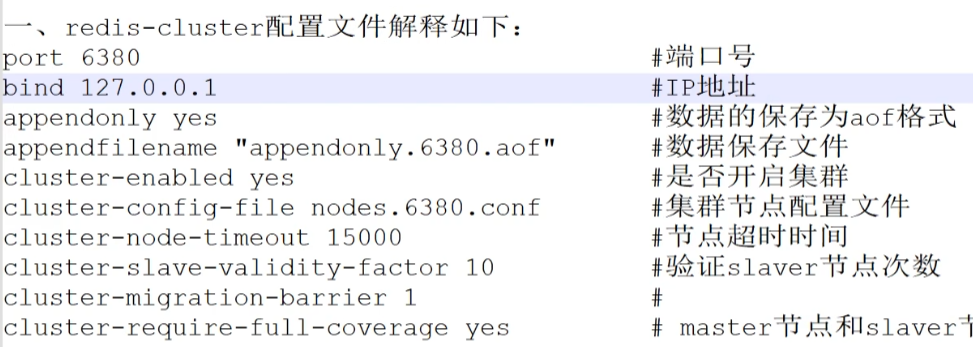 一、redis-cluster配置文件解释如下：
port 6380 #端口号
bind 127.0.0.1 #IP地址
appendonly yes #数据的保存为aof格式
appendfilename "appendonly.6380.aof" #数据保存文件
cluster-enabled yes #是否开启集群
cluster-config-file nodes.6380.conf #集群节点配置文件
cluster-node-timeout 15000 #节点超时时间
cluster-slave-validity-factor 10 #验证slaver节点次数
cluster-migration-barrier 1 #
cluster-require-full-coverage yes # master节点和slaver节